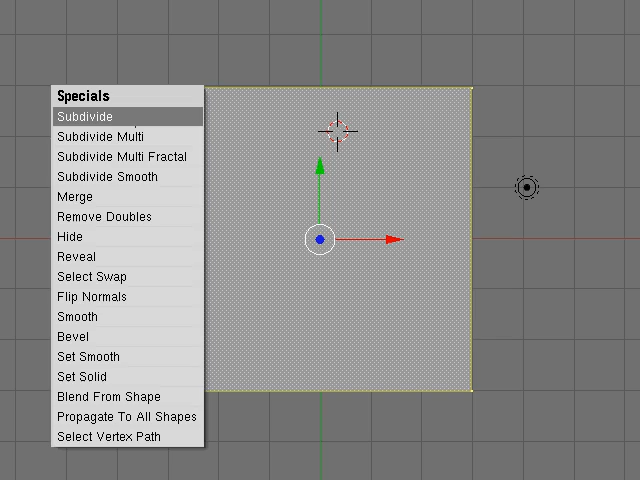 Specials
Subdivide
Subdivide Multi
Subdivide Multi Fractal
Subdivide Smooth
Merge
Remove Doubles
Hide
Reveal
Select Swap
Flip Normals
Smooth
Bevel
Set Smooth
Set Solid
Blend From Shape
Propagate To All Shapes
Select Vertex Path